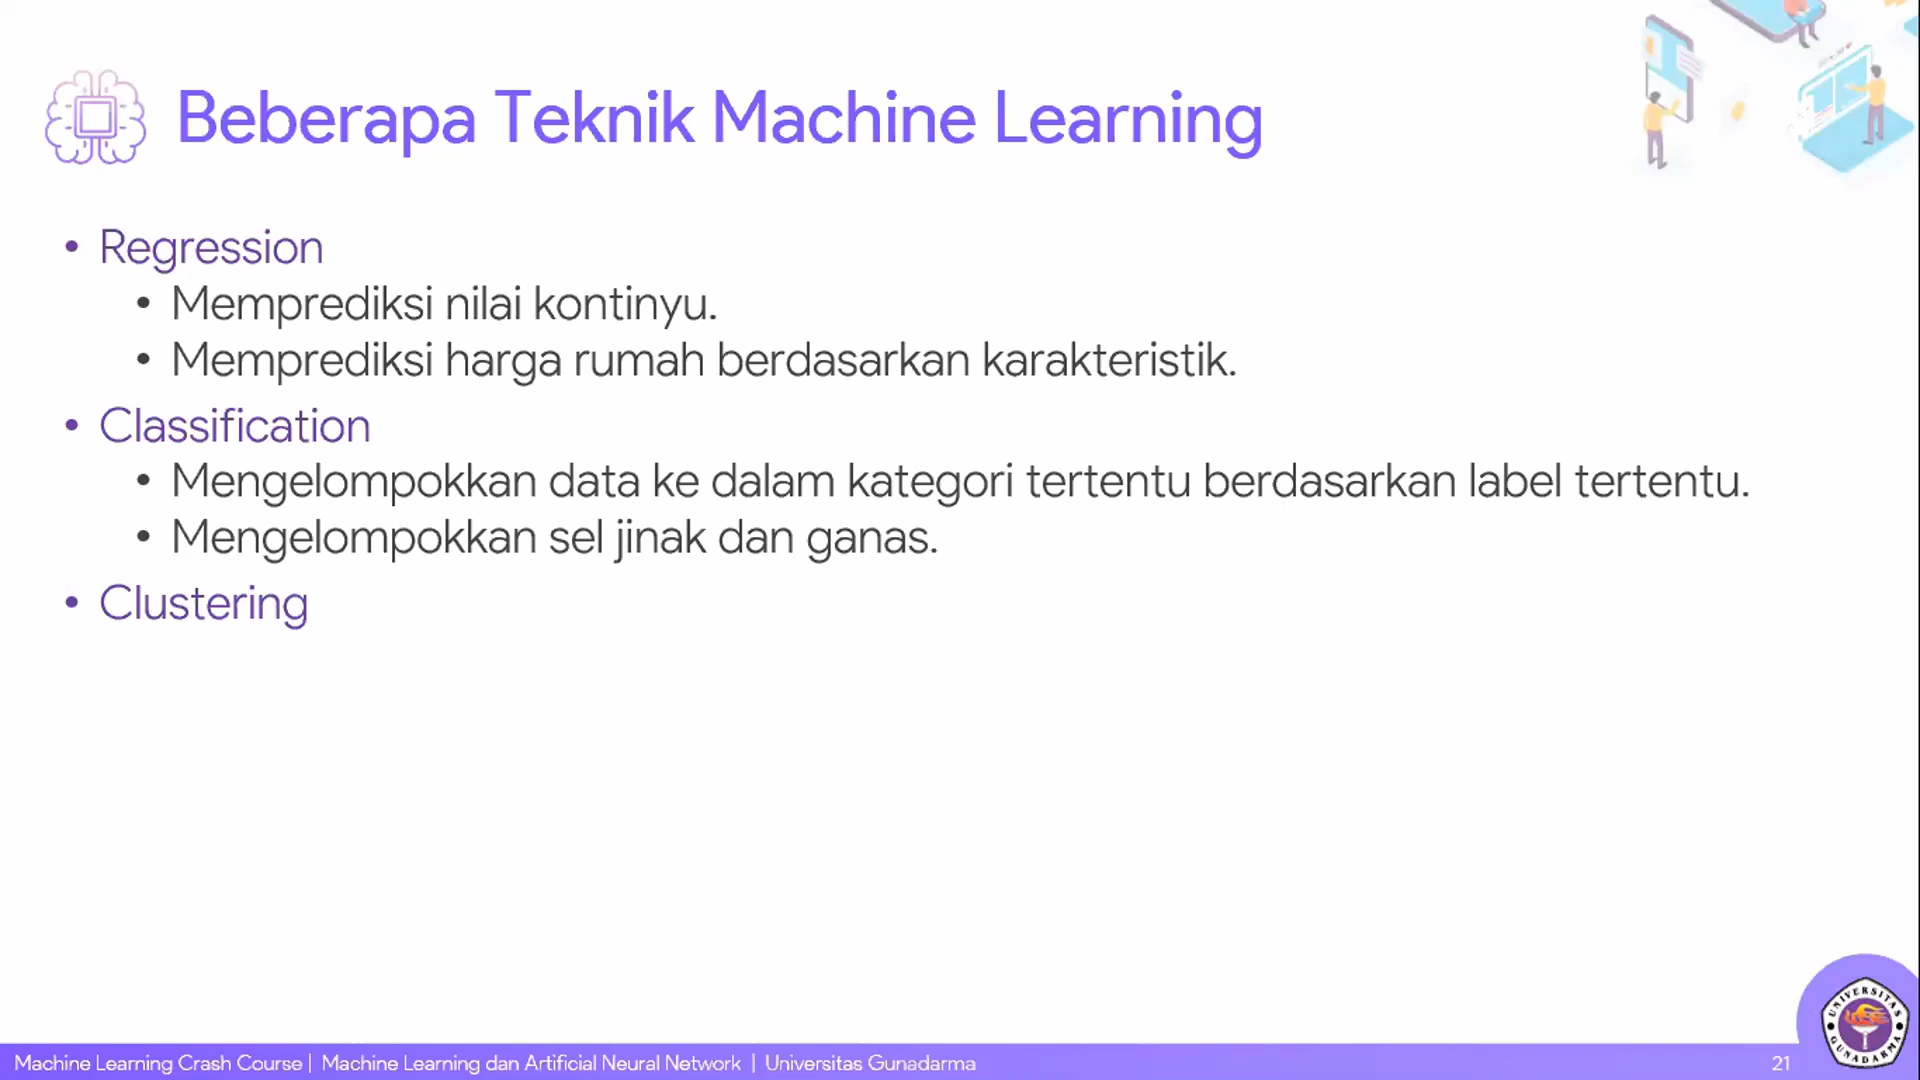 Beberapa Teknik Machine Learning
• Regression
• Memprediksi nilai kontinyu.
• Memprediksi harga rumah berdasarkan karakteristik.
• Classification
• Mengelompokkan data ke dalam kategori tertentu berdasarkan label tertentu.
• Mengelompokkan sel jinak dan ganas.
• Clustering
Machine Learning Crash Course | Machine Learning dan Artificial Neural Network | Universitas Gunadarma
21
UNIVERSITAS
GUNADARMA